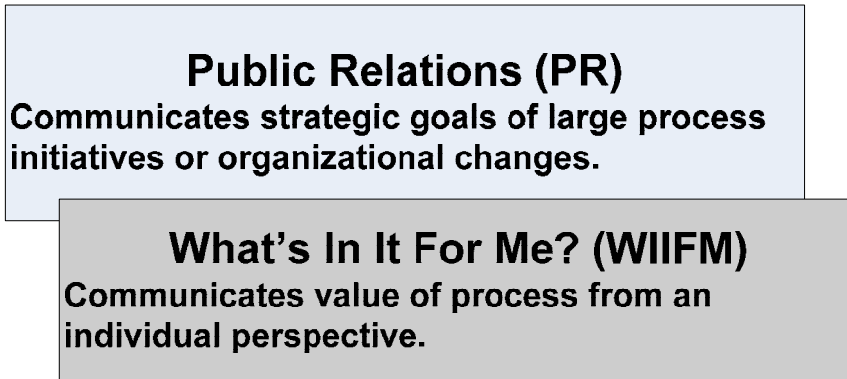 Public Relations (PR)
Communicates strategic goals of large process
initiatives or organizational changes.
What’s In It For Me? (WIIFM)
Communicates value of process from an
individual perspective.